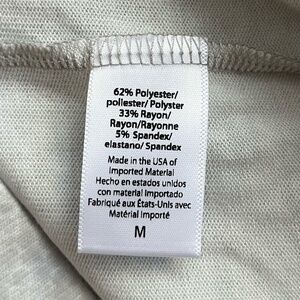 62% Polyester/
poliester/ Polyster
33% Rayon/
Rayon/Rayonne
5% Spandex/
elastano/ Spandex
Made in the USA of
Imported Material
Hecho en estados unidos
con material Importado
Fabriqué aux États-Unis avec
Matérial Importé
M